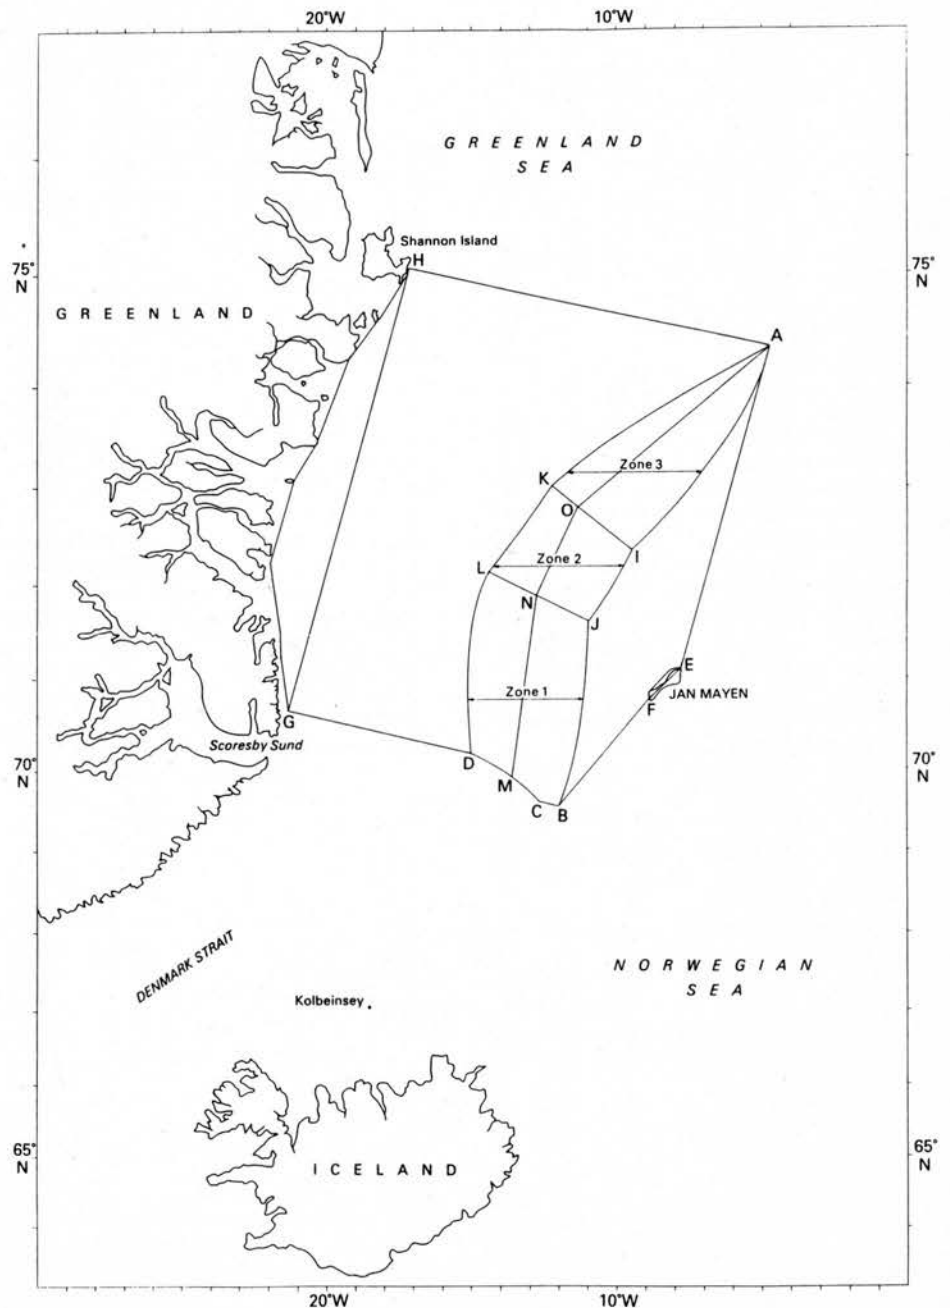 20°W 10°W
GREENLAND
SEA
Shannon Island
H
75°
N
75°
N
GREENLAND
A
Zone 3
K
O
I
Zone 2
L
N
J
E
JAN MAYEN
F
Zone 1
G
Scoresby Sund
D
70°
N
70°
N
M
C
B
DENMARK STRAIT
NORWEGIAN
SEA
Kolbeinsey
65°
N
65°
N
ICELAND
20°W 10°W